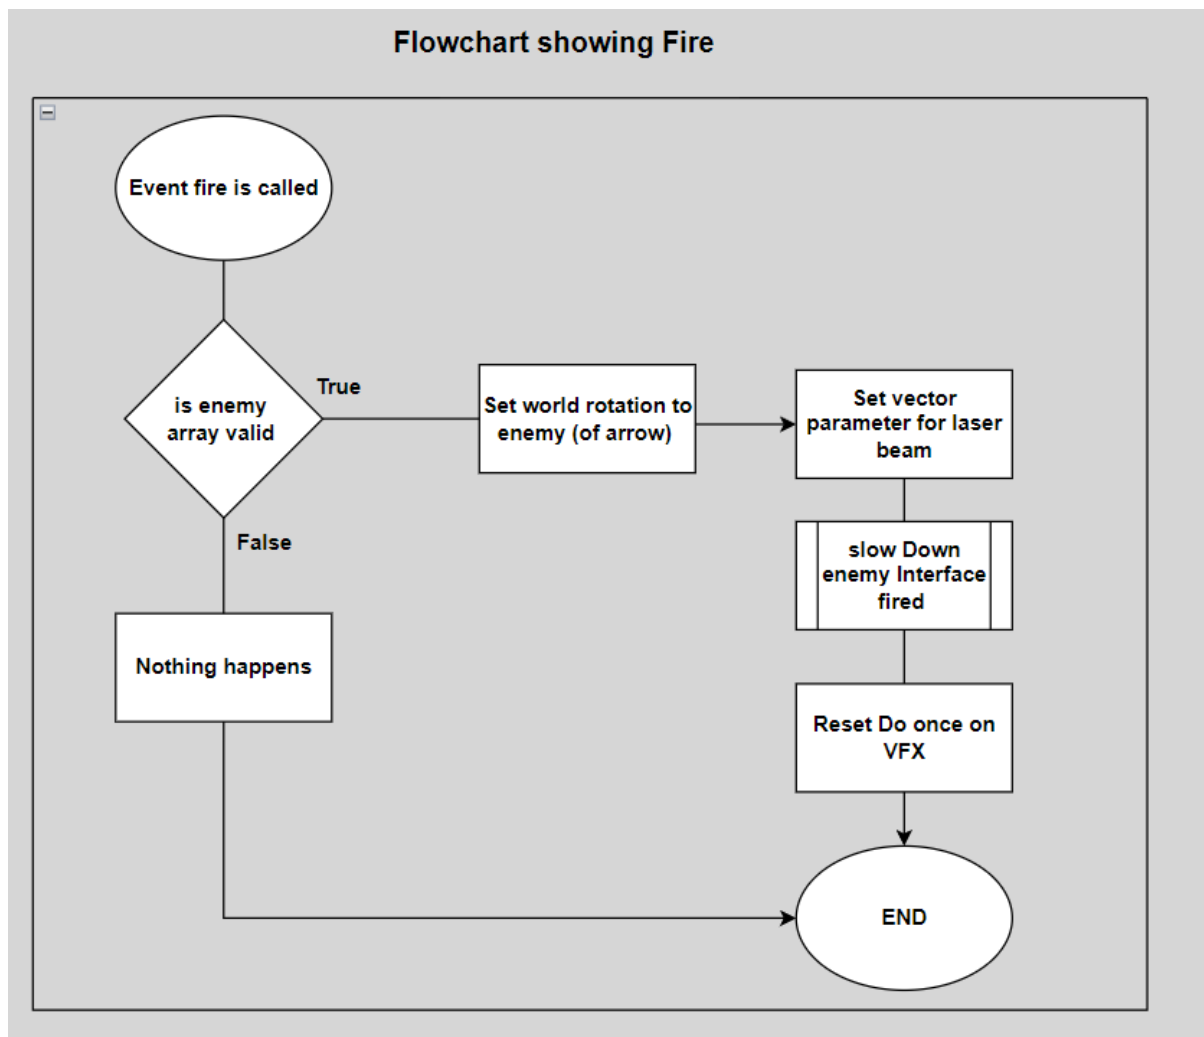 Flowchart showing Fire
Event fire is called
is enemy
array valid
True
Set world rotation to
enemy (of arrow)
Set vector
parameter for laser
beam
False
slow Down
enemy Interface
fired
Nothing happens
Reset Do once on
VFX
END